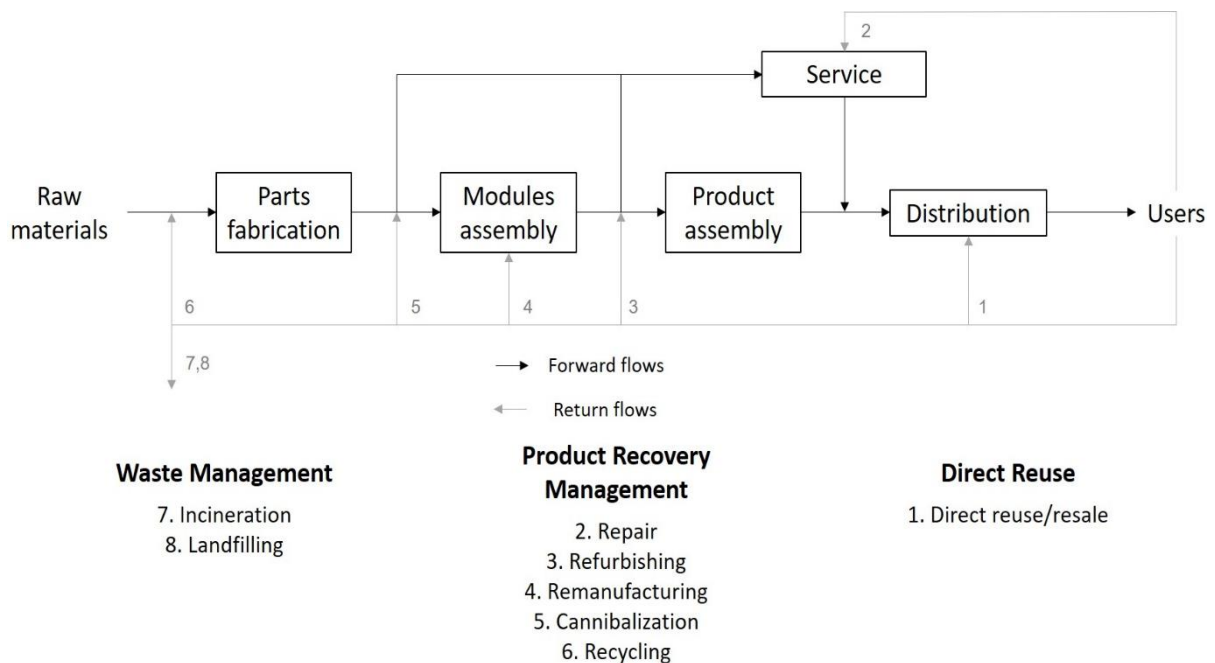 2
Service
Raw
materials
Parts
fabrication
Modules
assembly
Product
assembly
Distribution
Users
6
5
4
3
1
7,8
Forward flows
Return flows
Waste Management
7. Incineration
8. Landfilling
Product Recovery
Management
2. Repair
3. Refurbishing
4. Remanufacturing
5. Cannibalization
6. Recycling
Direct Reuse
1. Direct reuse/resale